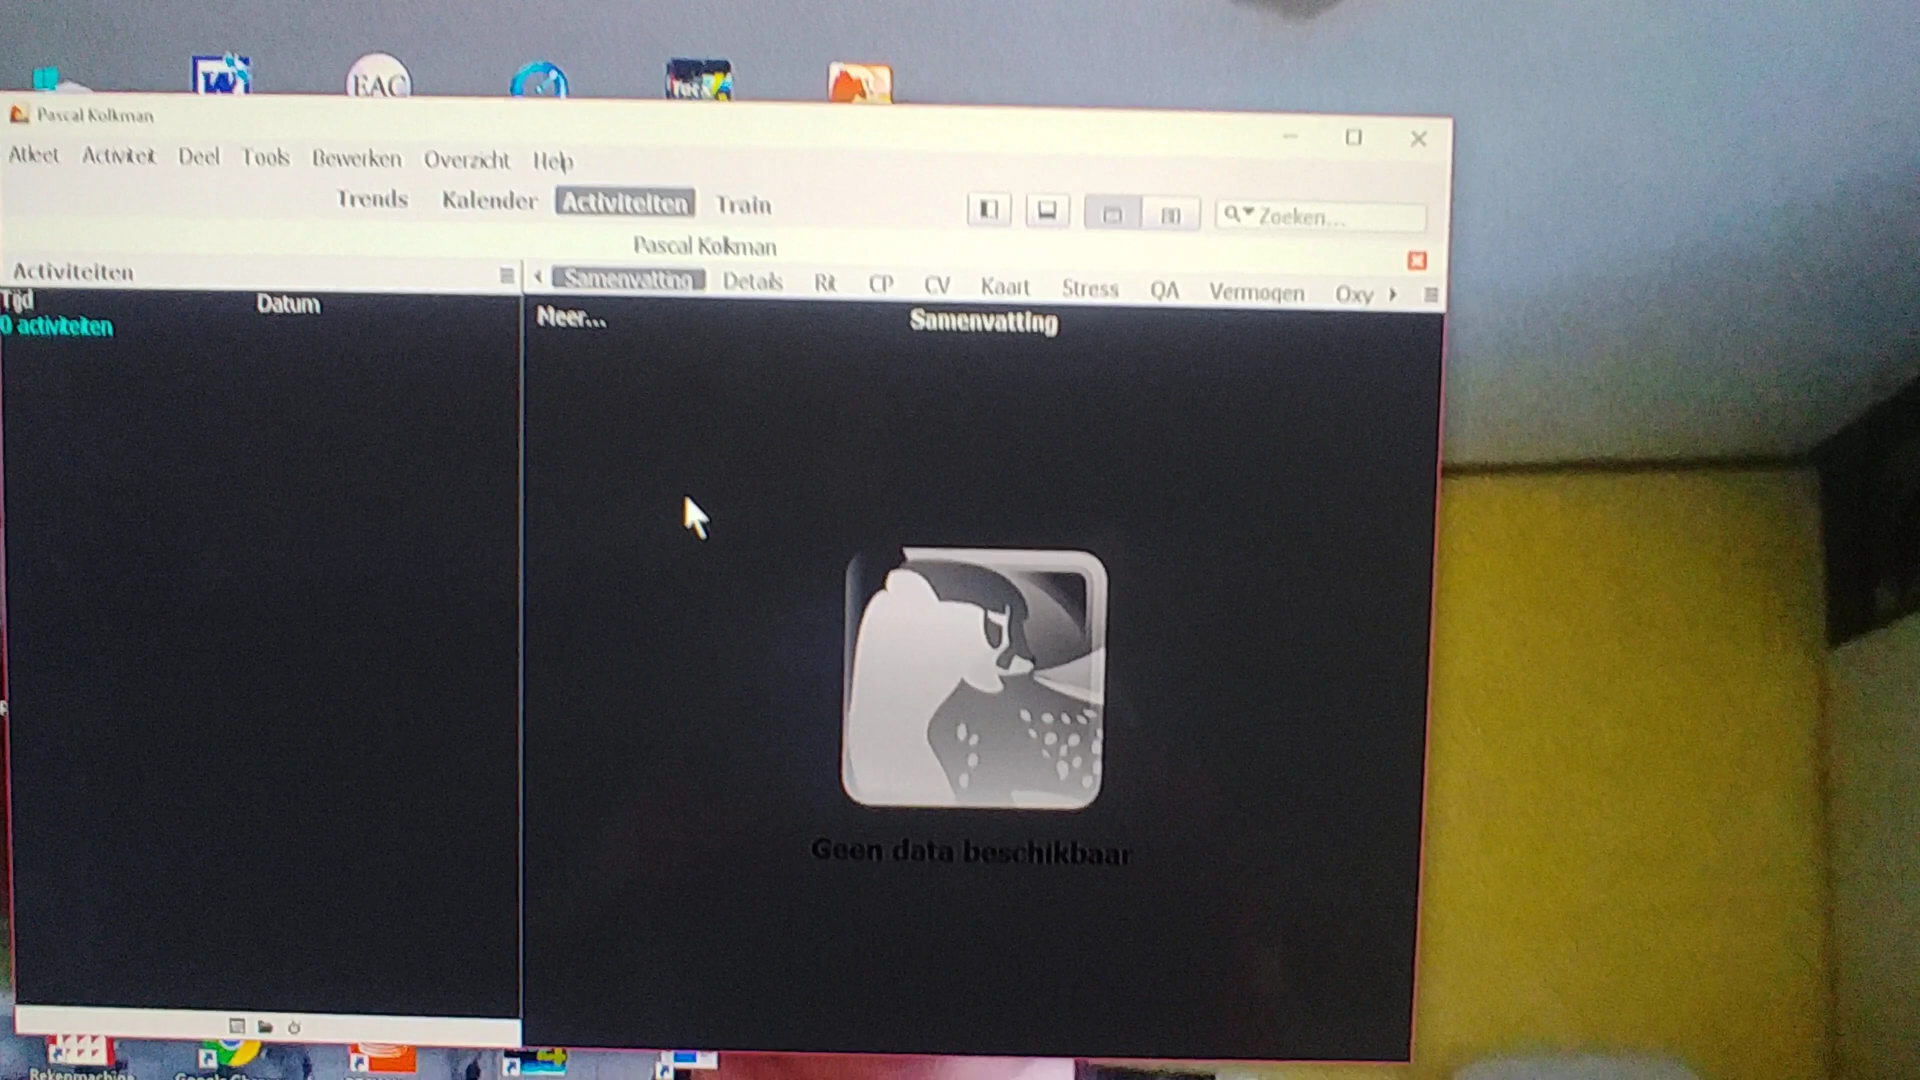 EAC
Pascal Kolkman
Atleet Activiteit Deel Tools Bewerken Overzicht Help
Trends Kalender Activiteiten Train
Zoeken...
Pascal Kolkman
Activiteiten
Samenvatting Details Rit CP CV Kaart Stress QA Vermogen Oxy
Tijd Datum
0 activiteiten
Meer... Samenvatting
Geen data beschikbaar
Rekenmachine